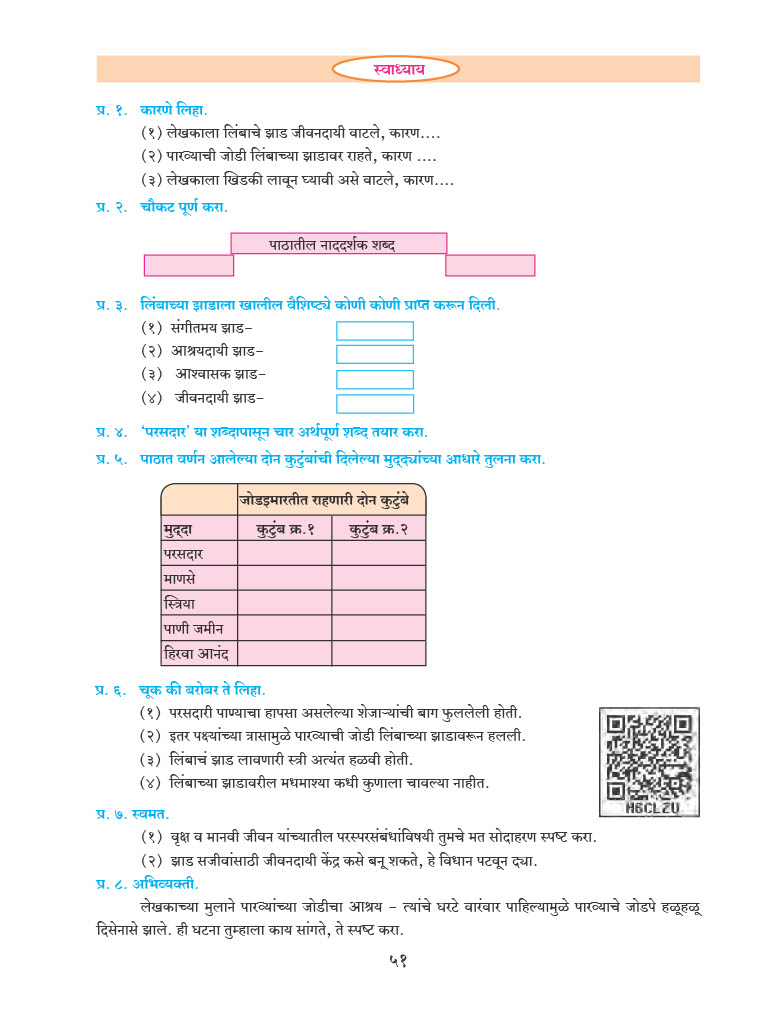 स्वाध्याय
प्र. १. कारणे लिहा.
(१) लेखकाला लिंबाचे झाड जीवनदायी वाटले, कारण....
(२) पारव्याची जोडी लिंबाच्या झाडावर राहते, कारण ....
(३) लेखकाला खिडकी लावून घ्यावी असे वाटले, कारण....
प्र. २. चौकट पूर्ण करा.
पाठातील नाददर्शक शब्द
प्र. ३. लिंबाच्या झाडाला खालील वैशिष्ट्ये कोणी कोणी प्राप्त करून दिली.
(१) संगीतमय झाड-
(२) आश्रयदायी झाड-
(३) आश्वासक झाड-
(४) जीवनदायी झाड-
प्र. ४. ‘परसदार’ या शब्दापासून चार अर्थपूर्ण शब्द तयार करा.
प्र. ५. पाठात वर्णन आलेल्या दोन कुटुंबांची दिलेल्या मुद्द्यांच्या आधारे तुलना करा.
जोडइमारतीत राहणारी दोन कुटुंबे
मुद्दा कुटुंब क्र.१ कुटुंब क्र.२
परसदार
माणसे
स्त्रिया
पाणी जमीन
हिरवा आनंद
प्र. ६. चूक की बरोबर ते लिहा.
(१) परसदारी पाण्याचा हापसा असलेल्या शेजाऱ्यांची बाग फुललेली होती.
(२) इतर पक्ष्यांच्या त्रासामुळे पारव्याची जोडी लिंबाच्या झाडावरून हलली.
(३) लिंबाचं झाड लावणारी स्त्री अत्यंत हळवी होती.
(४) लिंबाच्या झाडावरील मधमाश्या कधी कुणाला चावल्या नाहीत.
M6CLZU
प्र. ७. स्वमत.
(१) वृक्ष व मानवी जीवन यांच्यातील परस्परसंबंधांविषयी तुमचे मत सोदाहरण स्पष्ट करा.
(२) झाड सजीवांसाठी जीवनदायी केंद्र कसे बनू शकते, हे विधान पटवून द्या.
प्र. ८. अभिव्यक्ती.
लेखकाच्या मुलाने पारव्यांच्या जोडीचा आश्रय - त्यांचे घरटे वारंवार पाहिल्यामुळे पारव्याचे जोडपे हळूहळू
दिसेनासे झाले. ही घटना तुम्हाला काय सांगते, ते स्पष्ट करा.
५१